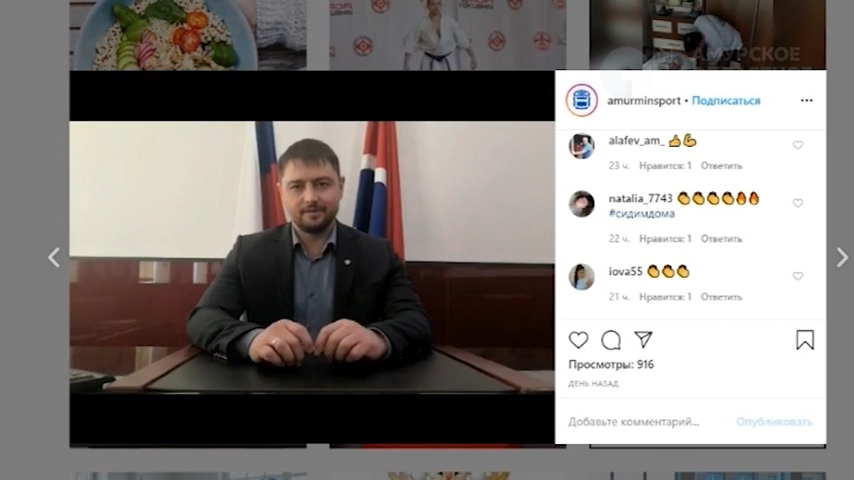 АМУРСКОЕ
amurminsport • Подписаться
alafev_am_ 👍💪
23 ч. Нравится: 1 Ответить
natalia_7743 👏👏👏👏🔥🔥
#сидимдома
22 ч. Нравится: 1 Ответить
iova55 👏👏👏
21 ч. Нравится: 1 Ответить
Просмотры: 916
ДЕНЬ НАЗАД
Добавьте комментарий...
Опубликовать